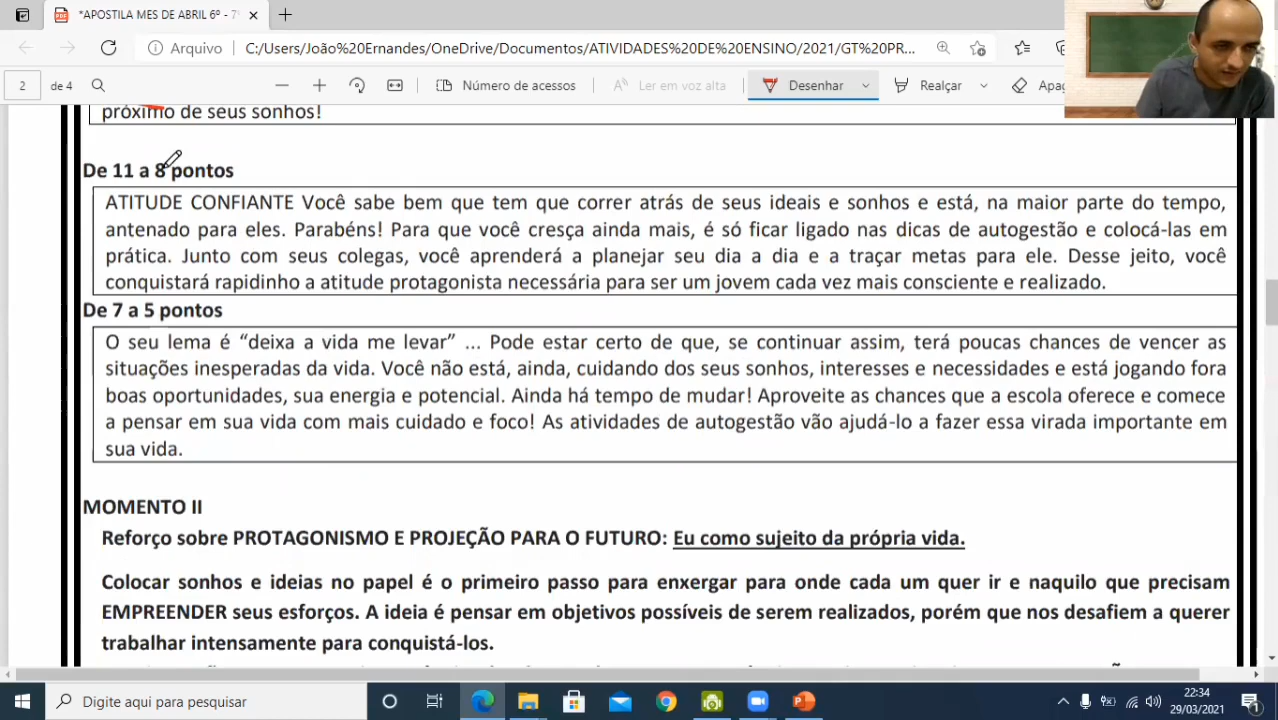 *APOSTILA MES DE ABRIL 6º - 7
Arquivo
C:/Users/João%20Ernandes/OneDrive/Documentos/ATIVIDADES%20DE%20ENSINO/2021/GT%20PR...
2 de 4
Número de acessos
Ler em voz alta
Desenhar
Realçar
Apag
próximo de seus sonhos!
De 11 a 8 pontos
ATITUDE CONFIANTE Você sabe bem que tem que correr atrás de seus ideais e sonhos e está, na maior parte do tempo,
antenado para eles. Parabéns! Para que você cresça ainda mais, é só ficar ligado nas dicas de autogestão e colocá-las em
prática. Junto com seus colegas, você aprenderá a planejar seu dia a dia e a traçar metas para ele. Desse jeito, você
conquistará rapidinho a atitude protagonista necessária para ser um jovem cada vez mais consciente e realizado.
De 7 a 5 pontos
O seu lema é “deixa a vida me levar” ... Pode estar certo de que, se continuar assim, terá poucas chances de vencer as
situações inesperadas da vida. Você não está, ainda, cuidando dos seus sonhos, interesses e necessidades e está jogando fora
boas oportunidades, sua energia e potencial. Ainda há tempo de mudar! Aproveite as chances que a escola oferece e comece
a pensar em sua vida com mais cuidado e foco! As atividades de autogestão vão ajudá-lo a fazer essa virada importante em
sua vida.
MOMENTO II
Reforço sobre PROTAGONISMO E PROJEÇÃO PARA O FUTURO: Eu como sujeito da própria vida.
Colocar sonhos e ideias no papel é o primeiro passo para enxergar para onde cada um quer ir e naquilo que precisam
EMPREENDER seus esforços. A ideia é pensar em objetivos possíveis de serem realizados, porém que nos desafiem a querer
trabalhar intensamente para conquistá-los.
Digite aqui para pesquisar
22:34
29/03/2021
1